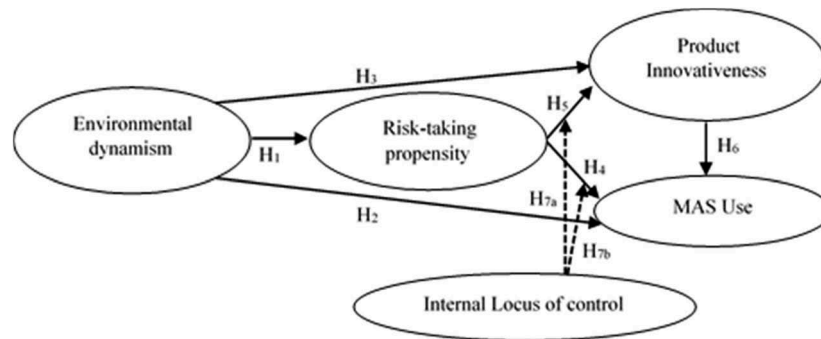 Product
Innovativeness
H3
H5
Environmental
dynamism
Risk-taking
propensity
H1
H6
H4
H7a
MAS Use
H2
H7b
Internal Locus of control